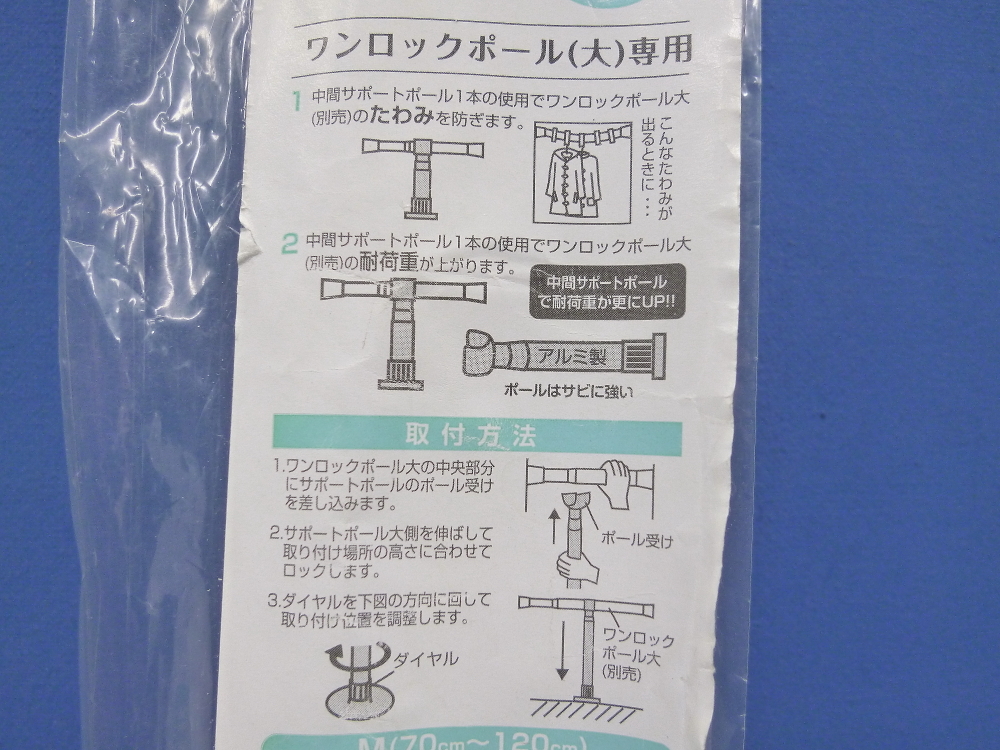 ワンロックポール(大)専用
1 中間サポートポール1本の使用でワンロックポール大
(別売)のたわみを防ぎます。
こんなたわみが
出るときに…
2 中間サポートポール1本の使用でワンロックポール大
(別売)の耐荷重が上がります。
中間サポートポール
で耐荷重が更にUP!!
アルミ製
ポールはサビに強い
取付方法
1.ワンロックポール大の中央部分
にサポートポールのポール受け
を差し込みます。
ポール受け
2.サポートポール大側を伸ばして
取り付け場所の高さに合わせて
ロックします。
3.ダイヤルを下図の方向に回して
取り付け位置を調整します。
ダイヤル
ワンロック
ポール大
(別売)
M(70cm〜120cm)